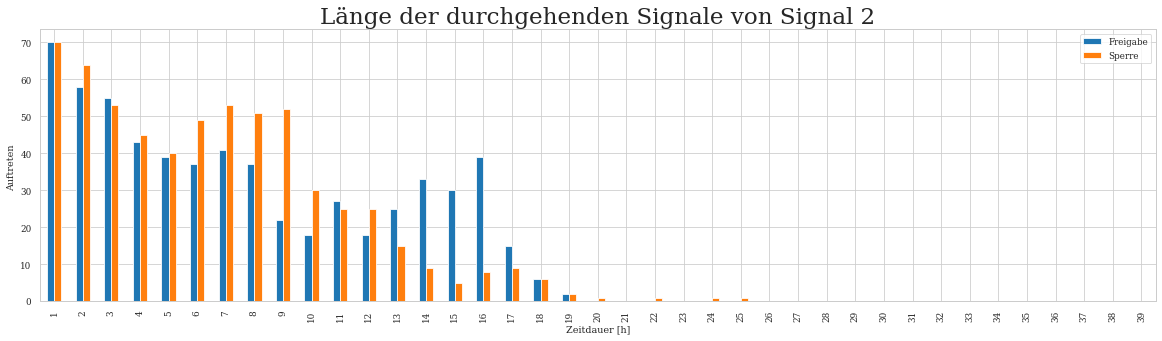 Länge der durchgehenden Signale von Signal 2
Freigabe
Sperre
Auftreten
70
60
50
40
30
20
10
0
1 2 3 4 5 6 7 8 9 10 11 12 13 14 15 16 17 18 19 20 21 22 23 24 25 26 27 28 29 30 31 32 33 34 35 36 37 38 39
Zeitdauer [h]